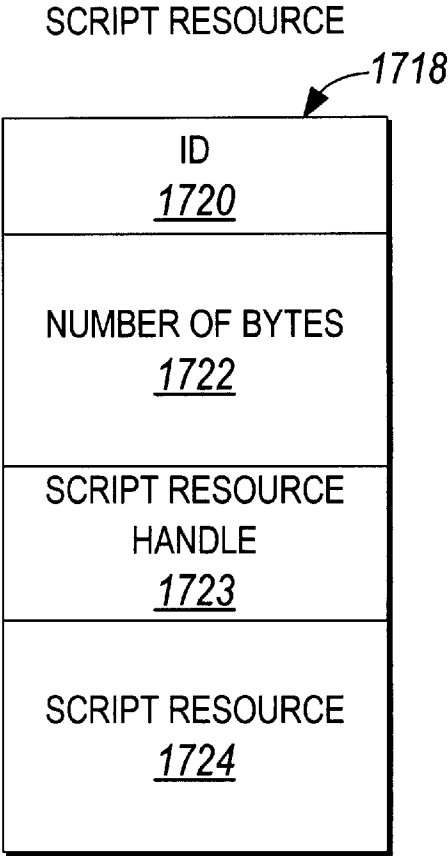 SCRIPT RESOURCE
1718
ID
1720
NUMBER OF BYTES
1722
SCRIPT RESOURCE
HANDLE
1723
SCRIPT RESOURCE
1724